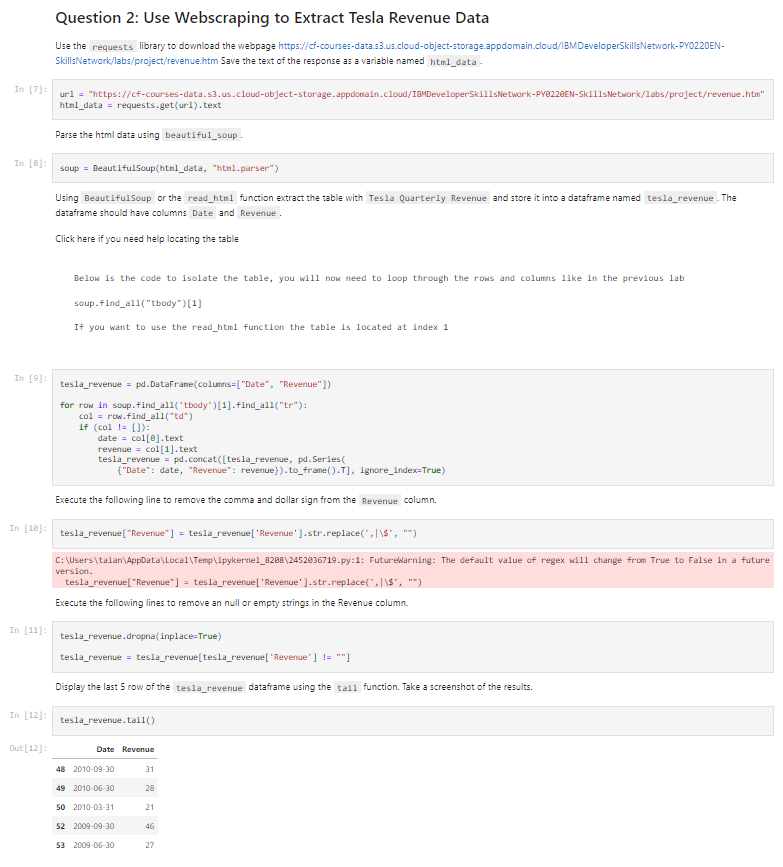 Question 2: Use Webscraping to Extract Tesla Revenue Data
Use the requests library to download the webpage https://cf-courses-data.s3.us.cloud-object-storage.appdomain.cloud/IBMDeveloperSkillsNetwork-PY0220EN-
SkillsNetwork/labs/project/revenue.htm Save the text of the response as a variable named html_data.
In [7]:
url = "https://cf-courses-data.s3.us.cloud-object-storage.appdomain.cloud/IBMDeveloperSkillsNetwork-PY0220EN-SkillsNetwork/labs/project/revenue.htm"
html_data = requests.get(url).text
Parse the html data using beautiful_soup.
In [8]:
soup = BeautifulSoup(html_data, "html.parser")
Using BeautifulSoup or the read_html function extract the table with Tesla Quarterly Revenue and store it into a dataframe named tesla_revenue. The
dataframe should have columns Date and Revenue.
Click here if you need help locating the table
Below is the code to isolate the table, you will now need to loop through the rows and columns like in the previous lab
soup.find_all("tbody")[1]
If you want to use the read_html function the table is located at index 1
In [9]:
tesla_revenue = pd.DataFrame(columns=["Date", "Revenue"])
for row in soup.find_all('tbody')[1].find_all("tr"):
    col = row.find_all("td")
    if (col != []):
        date = col[0].text
        revenue = col[1].text
        tesla_revenue = pd.concat([tesla_revenue, pd.Series(
            {"Date": date, "Revenue": revenue}).to_frame().T], ignore_index=True)
Execute the following line to remove the comma and dollar sign from the Revenue column.
In [10]:
tesla_revenue["Revenue"] = tesla_revenue['Revenue'].str.replace(',|\$', "")
C:\Users\taian\AppData\Local\Temp\ipykernel_8208\2452036719.py:1: FutureWarning: The default value of regex will change from True to False in a future
version.
  tesla_revenue["Revenue"] = tesla_revenue['Revenue'].str.replace(',|\$', "")
Execute the following lines to remove an null or empty strings in the Revenue column.
In [11]:
tesla_revenue.dropna(inplace=True)
tesla_revenue = tesla_revenue[tesla_revenue['Revenue'] != ""]
Display the last 5 row of the tesla_revenue dataframe using the tail function. Take a screenshot of the results.
In [12]:
tesla_revenue.tail()
Out[12]:
Date Revenue
48 2010-09-30 31
49 2010-06-30 28
50 2010-03-31 21
52 2009-09-30 46
53 2009-06-30 27